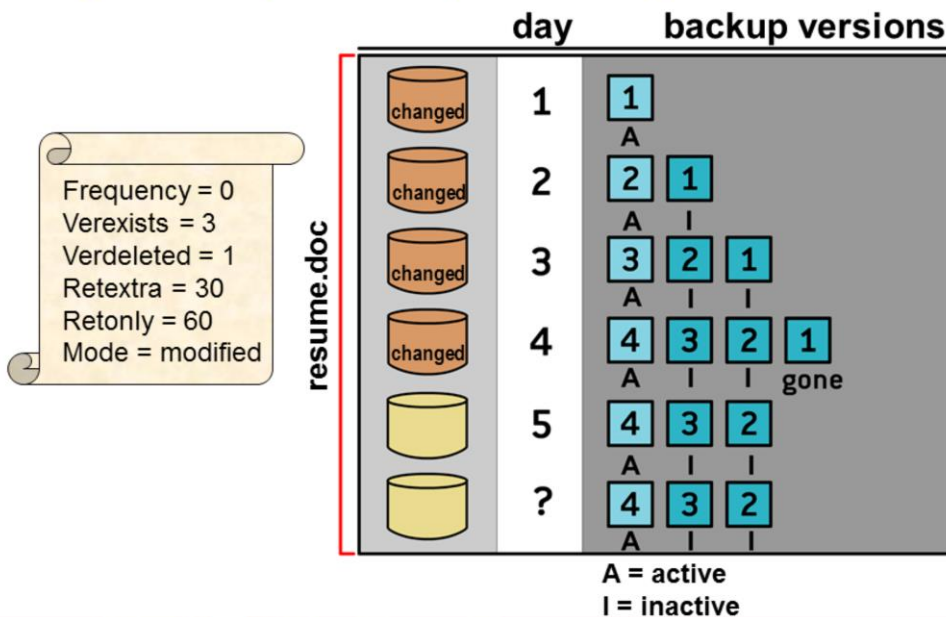 day backup versions
Frequency = 0
Verexists = 3
Verdeleted = 1
Retextra = 30
Retonly = 60
Mode = modified
resume.doc
changed 1 1
A
changed 2 2 1
A I
changed 3 3 2 1
A I I
changed 4 4 3 2 1
A I I gone
5 4 3 2
A I I
? 4 3 2
A I I
A = active
I = inactive